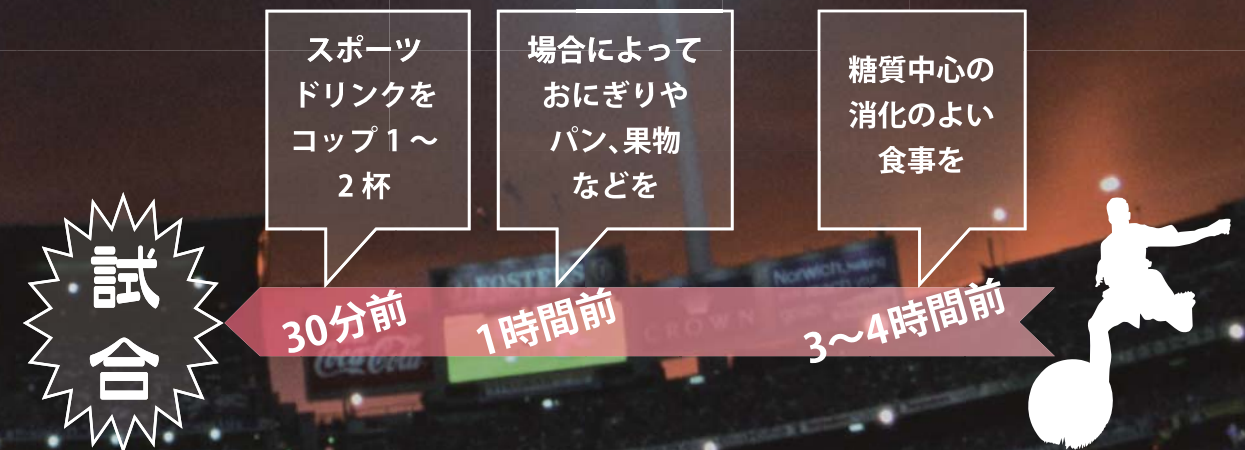 スポーツ
ドリンクを
コップ 1 ～
2 杯
場合によって
おにぎりや
パン、果物
などを
糖質中心の
消化のよい
食事を
試
合
30分前
1時間前
3～4時間前
FOSTER'S
Norwich
CROWN
Coca-Cola